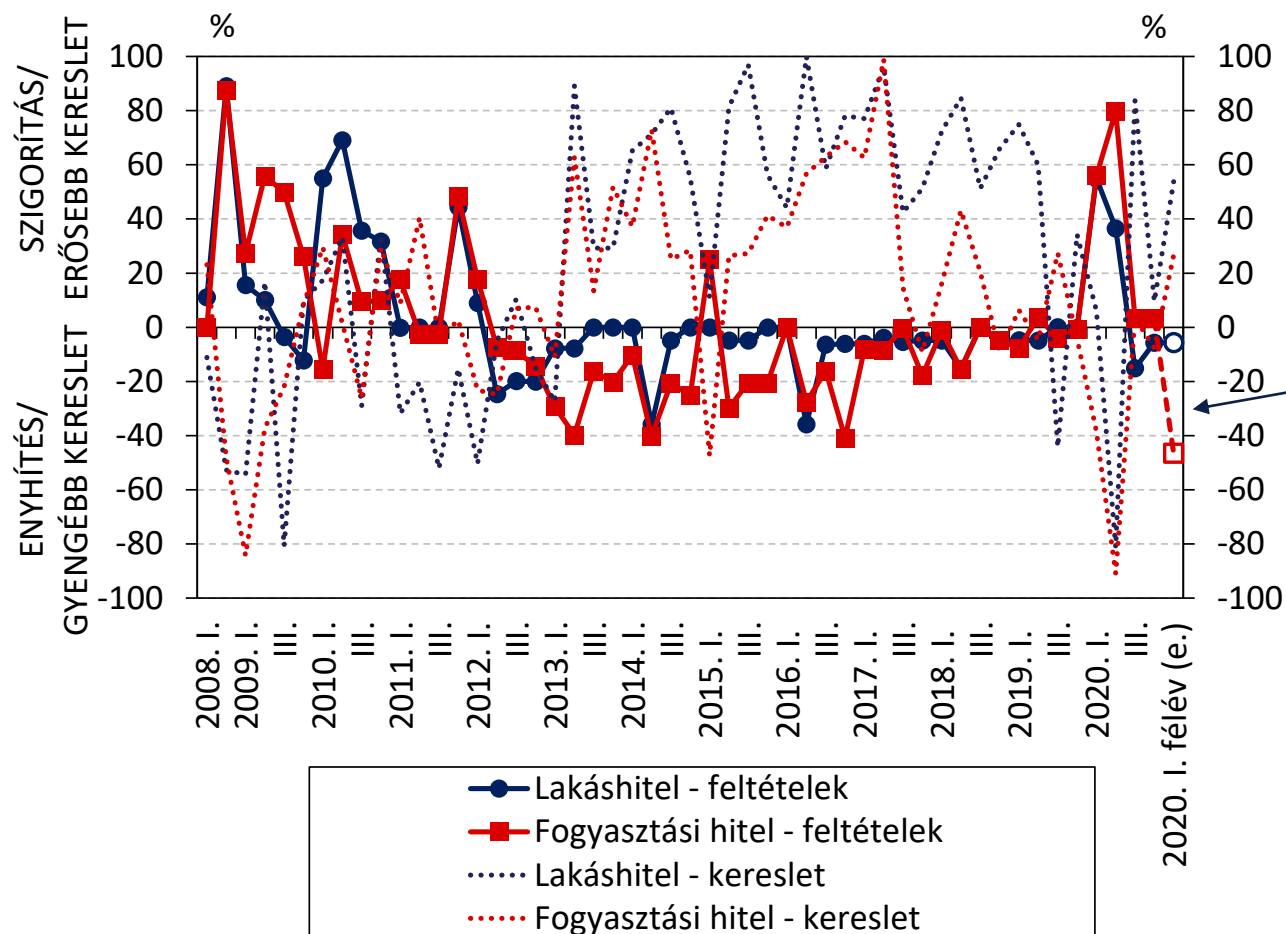 % %
SZIGORÍTÁS/
ERŐSEBB KERESLET
ENYHÍTÉS/
GYENGÉBB KERESLET
100 100
80 80
60 60
40 40
20 20
0 0
-20 -20
-40 -40
-60 -60
-80 -80
-100 -100
2008. I.
2009. I.
III.
2010. I.
III.
2011. I.
III.
2012. I.
III.
2013. I.
III.
2014. I.
III.
2015. I.
III.
2016. I.
III.
2017. I.
III.
2018. I.
III.
2019. I.
III.
2020. I.
III.
2020. I. félév (e.)
Lakáshitel - feltételek
Fogyasztási hitel - feltételek
Lakáshitel - kereslet
Fogyasztási hitel - kereslet